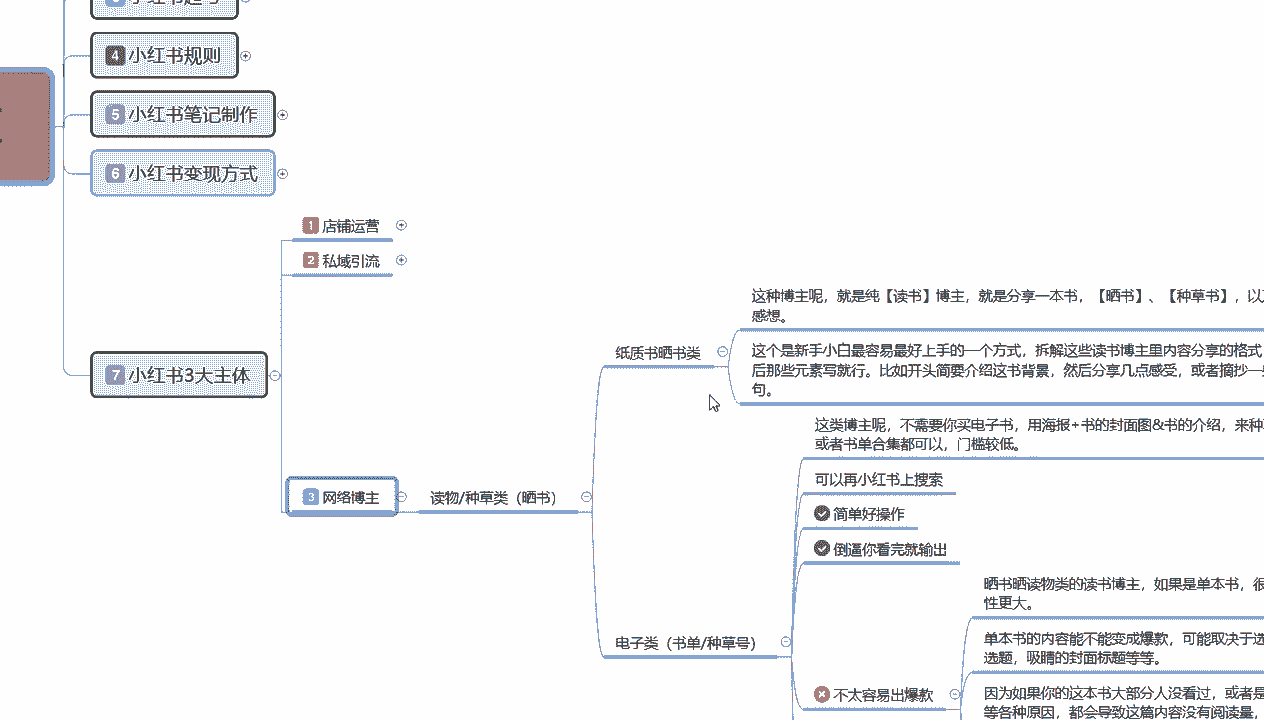 4 小红书规则
5 小红书笔记制作
6 小红书变现方式
1 店铺运营
2 私域引流
这种博主呢，就是纯【读书】博主，就是分享一本书，【晒书】、【种草书】，以
感想。
纸质书晒书类
这个是新手小白最容易最好上手的一个方式，拆解这些读书博主里内容分享的格式
后那些元素写就行。比如开头简要介绍这书背景，然后分享几点感受，或者摘抄一
句。
7 小红书3大主体
这类博主呢，不需要你买电子书，用海报+书的封面图&书的介绍，来种
或者书单合集都可以，门槛较低。
可以再小红书上搜索
3 网络博主
读物/种草类（晒书）
简单好操作
倒逼你看完就输出
晒书晒读物类的读书博主，如果是单本书，很
性更大。
电子类（书单/种草号）
单本书的内容能不能变成爆款，可能取决于选
选题，吸睛的封面标题等等。
不太容易出爆款
因为如果你的这本书大部分人没看过，或者是
等各种原因，都会导致这篇内容没有阅读量，